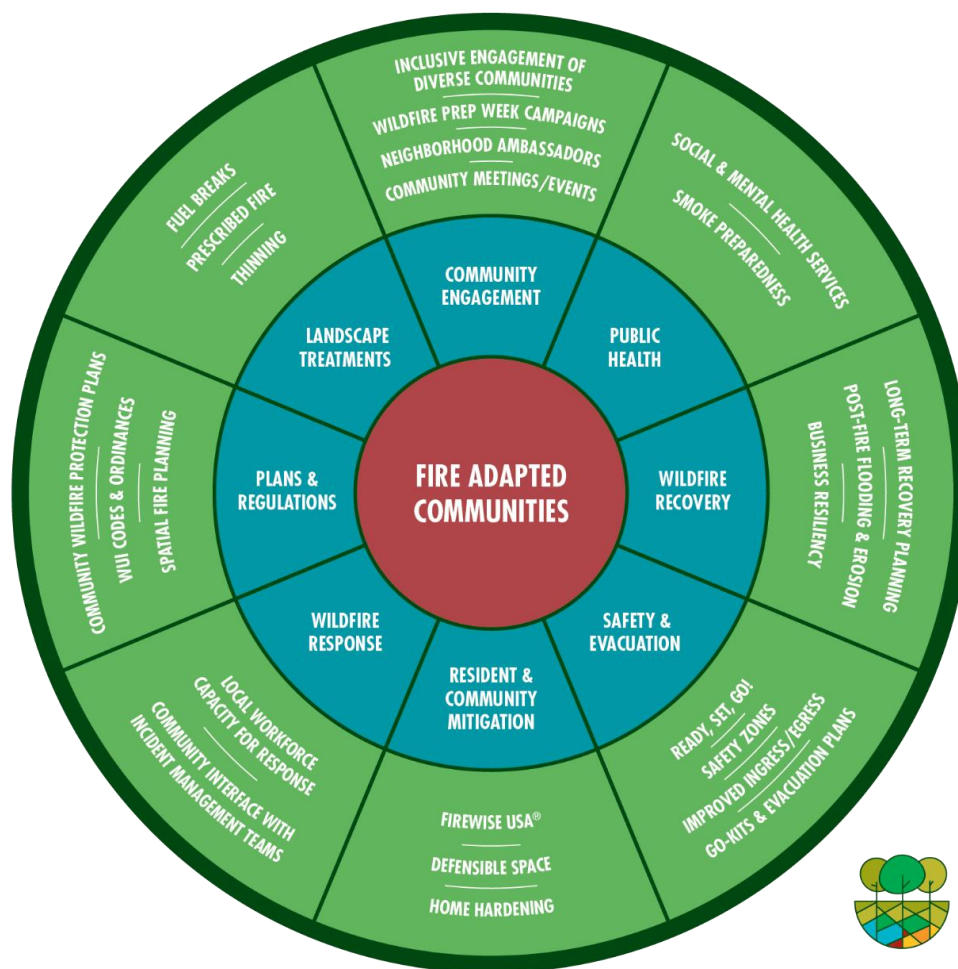 FIRE ADAPTED
COMMUNITIES
COMMUNITY
ENGAGEMENT
INCLUSIVE ENGAGEMENT OF
DIVERSE COMMUNITIES
WILDFIRE PREP WEEK CAMPAIGNS
NEIGHBORHOOD AMBASSADORS
COMMUNITY MEETINGS/EVENTS
PUBLIC
HEALTH
SOCIAL & MENTAL HEALTH SERVICES
SMOKE PREPAREDNESS
WILDFIRE
RECOVERY
LONG-TERM RECOVERY PLANNING
POST-FIRE FLOODING & EROSION
BUSINESS RESILIENCY
SAFETY &
EVACUATION
READY, SET, GO!
SAFETY ZONES
IMPROVED INGRESS/EGRESS
GO-KITS & EVACUATION PLANS
RESIDENT &
COMMUNITY
MITIGATION
FIREWISE USA®
DEFENSIBLE SPACE
HOME HARDENING
WILDFIRE
RESPONSE
LOCAL WORKFORCE
CAPACITY FOR RESPONSE
COMMUNITY INTERFACE WITH
INCIDENT MANAGEMENT TEAMS
PLANS &
REGULATIONS
COMMUNITY WILDFIRE PROTECTION PLANS
WUI CODES & ORDINANCES
SPATIAL FIRE PLANNING
LANDSCAPE
TREATMENTS
FUEL BREAKS
PRESCRIBED FIRE
THINNING